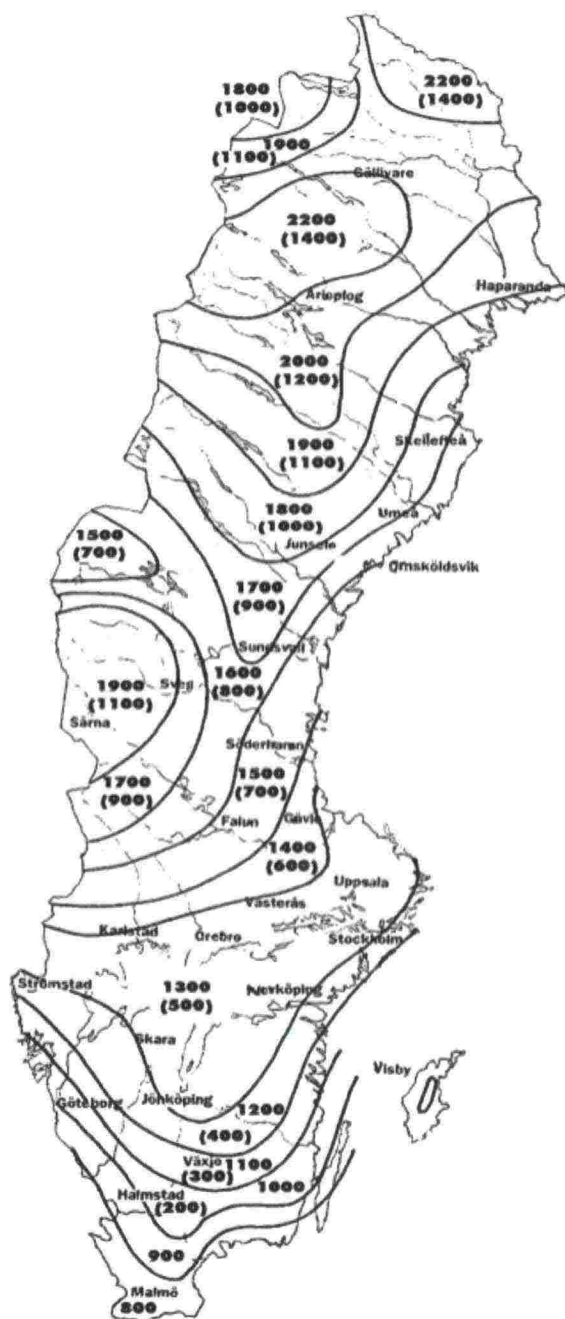 2200
(1400)
1800
(1000)
1900
(1100)
Gällivare
2200
(1400)
Arieplog
Haparanda
2000
(1200)
1900
(1100)
Skellefteå
1800
(1000)
Umeå
Junsele
1500
(700)
Ornsköldsvik
1700
(900)
Sundsvall
1600
(800)
Sveg
1900
(1100)
Särna
Söderhamn
1500
(700)
1700
(900)
Falun
Gävle
1400
(600)
Uppsala
Västerås
Karlstad
Örebro
Stockholm
Strömstad
1300
(500)
Norköping
Skara
Visby
Göteborg
Jönköping
1200
(400)
Växjö
1100
(300)
Halmstad
(200)
1000
900
Malmö
800